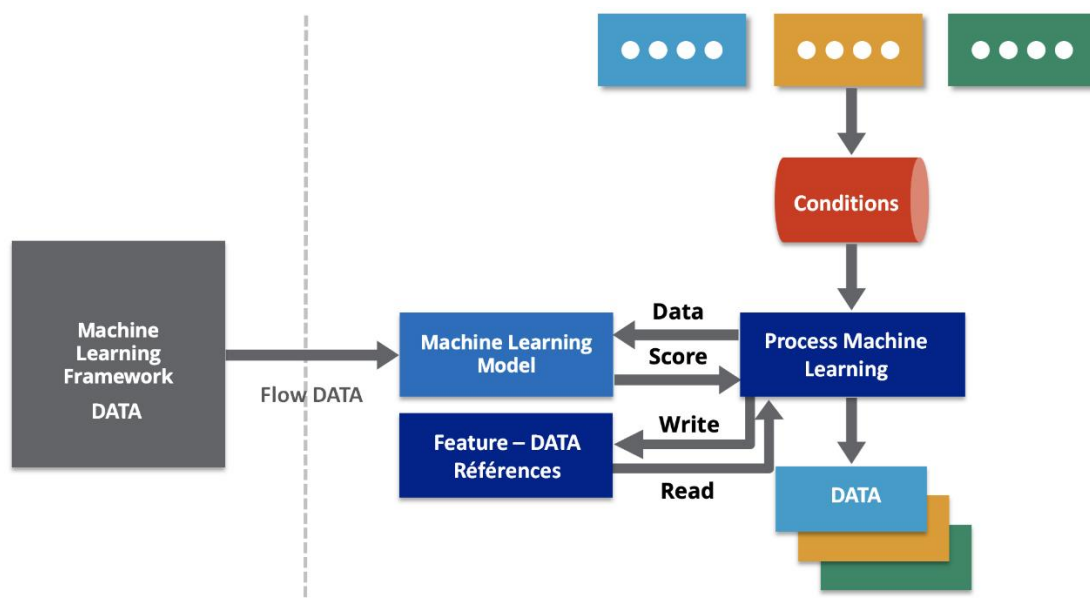 Conditions
Machine
Learning
Framework
DATA
Flow DATA
Machine Learning
Model
Data
Score
Process Machine
Learning
Feature – DATA
Références
Write
Read
DATA